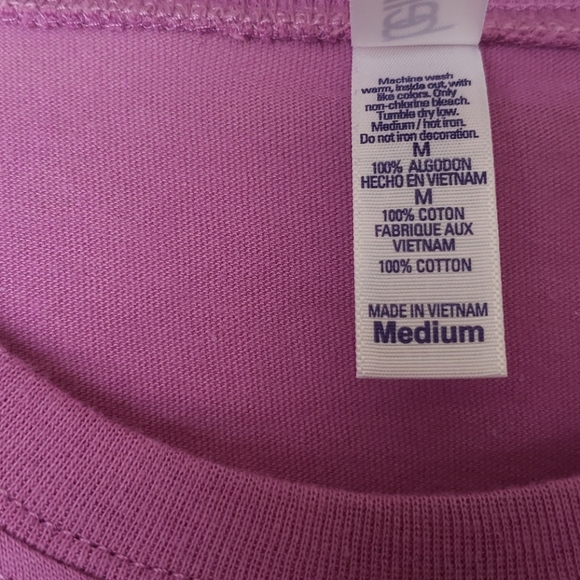 Machine wash
warm, inside out, with
like colors. Only
non-chlorine bleach.
Tumble dry low.
Medium / hot iron.
Do not iron decoration.
M
100% ALGODON
HECHO EN VIETNAM
M
100% COTON
FABRIQUE AUX
VIETNAM
100% COTTON
MADE IN VIETNAM
Medium